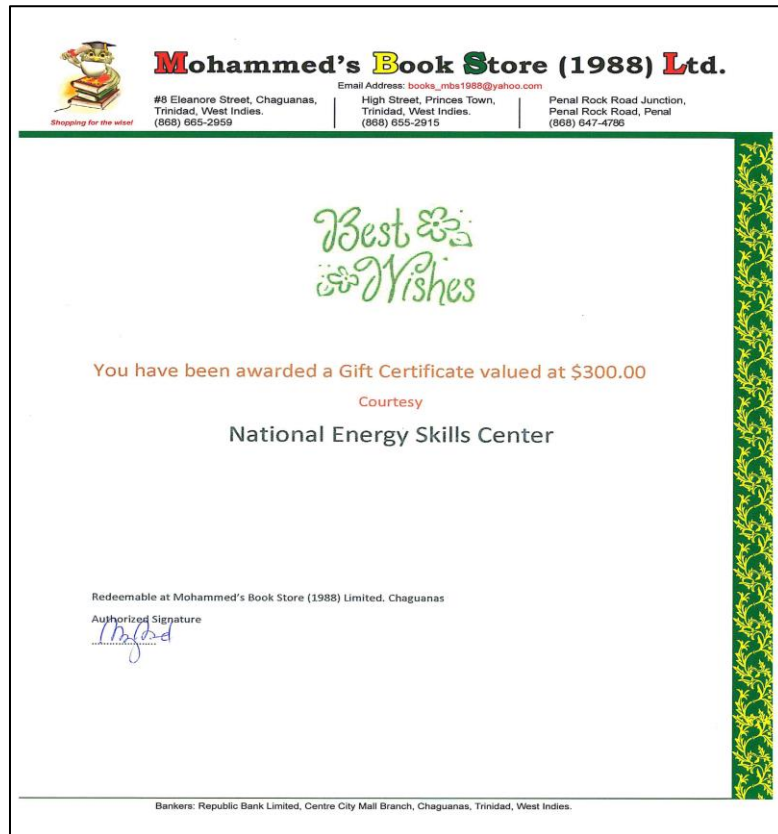 Mohammed's Book Store (1988) Ltd.
Email Address: books_mbs1988@yahoo.com
Shopping for the wise!
#8 Eleanore Street, Chaguanas,
Trinidad, West Indies.
(868) 665-2959
High Street, Princes Town,
Trinidad, West Indies.
(868) 655-2915
Penal Rock Road Junction,
Penal Rock Road, Penal
(868) 647-4786
Best
Wishes
You have been awarded a Gift Certificate valued at $300.00
Courtesy
National Energy Skills Center
Redeemable at Mohammed's Book Store (1988) Limited. Chaguanas
Authorized Signature
Bankers: Republic Bank Limited, Centre City Mall Branch, Chaguanas, Trinidad, West Indies.